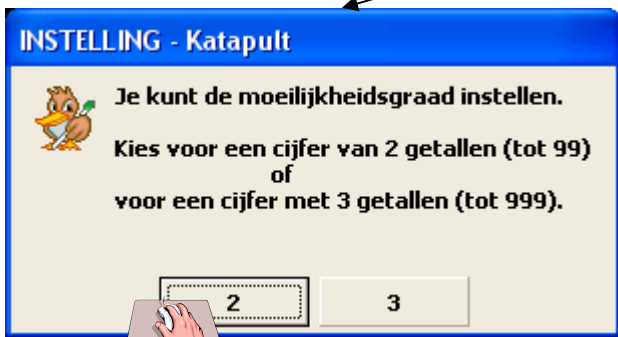 INSTELLING - Katapult
Je kunt de moeilijkheidsgraad instellen.
Kies voor een cijfer van 2 getallen (tot 99)
of
voor een cijfer met 3 getallen (tot 999).
2 3